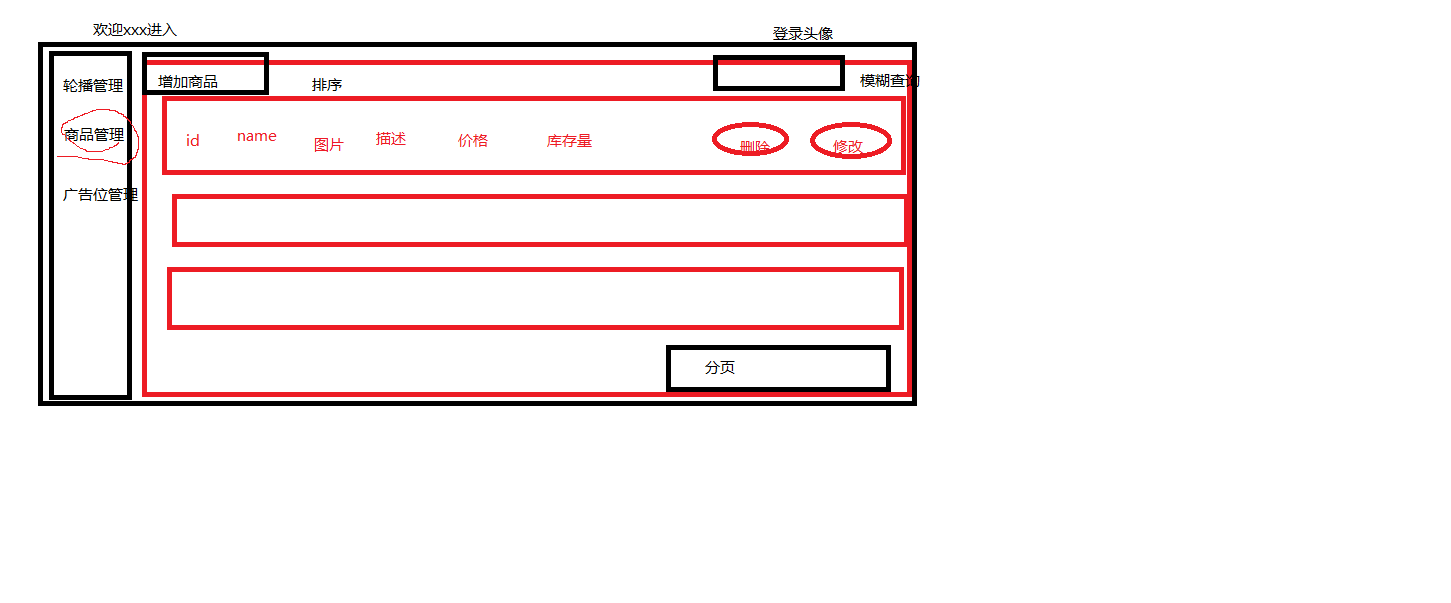 欢迎xxx进入
登录头像
轮播管理
商品管理
广告位管理
增加商品
排序
模糊查询
id
name
图片
描述
价格
库存量
删除
修改
分页